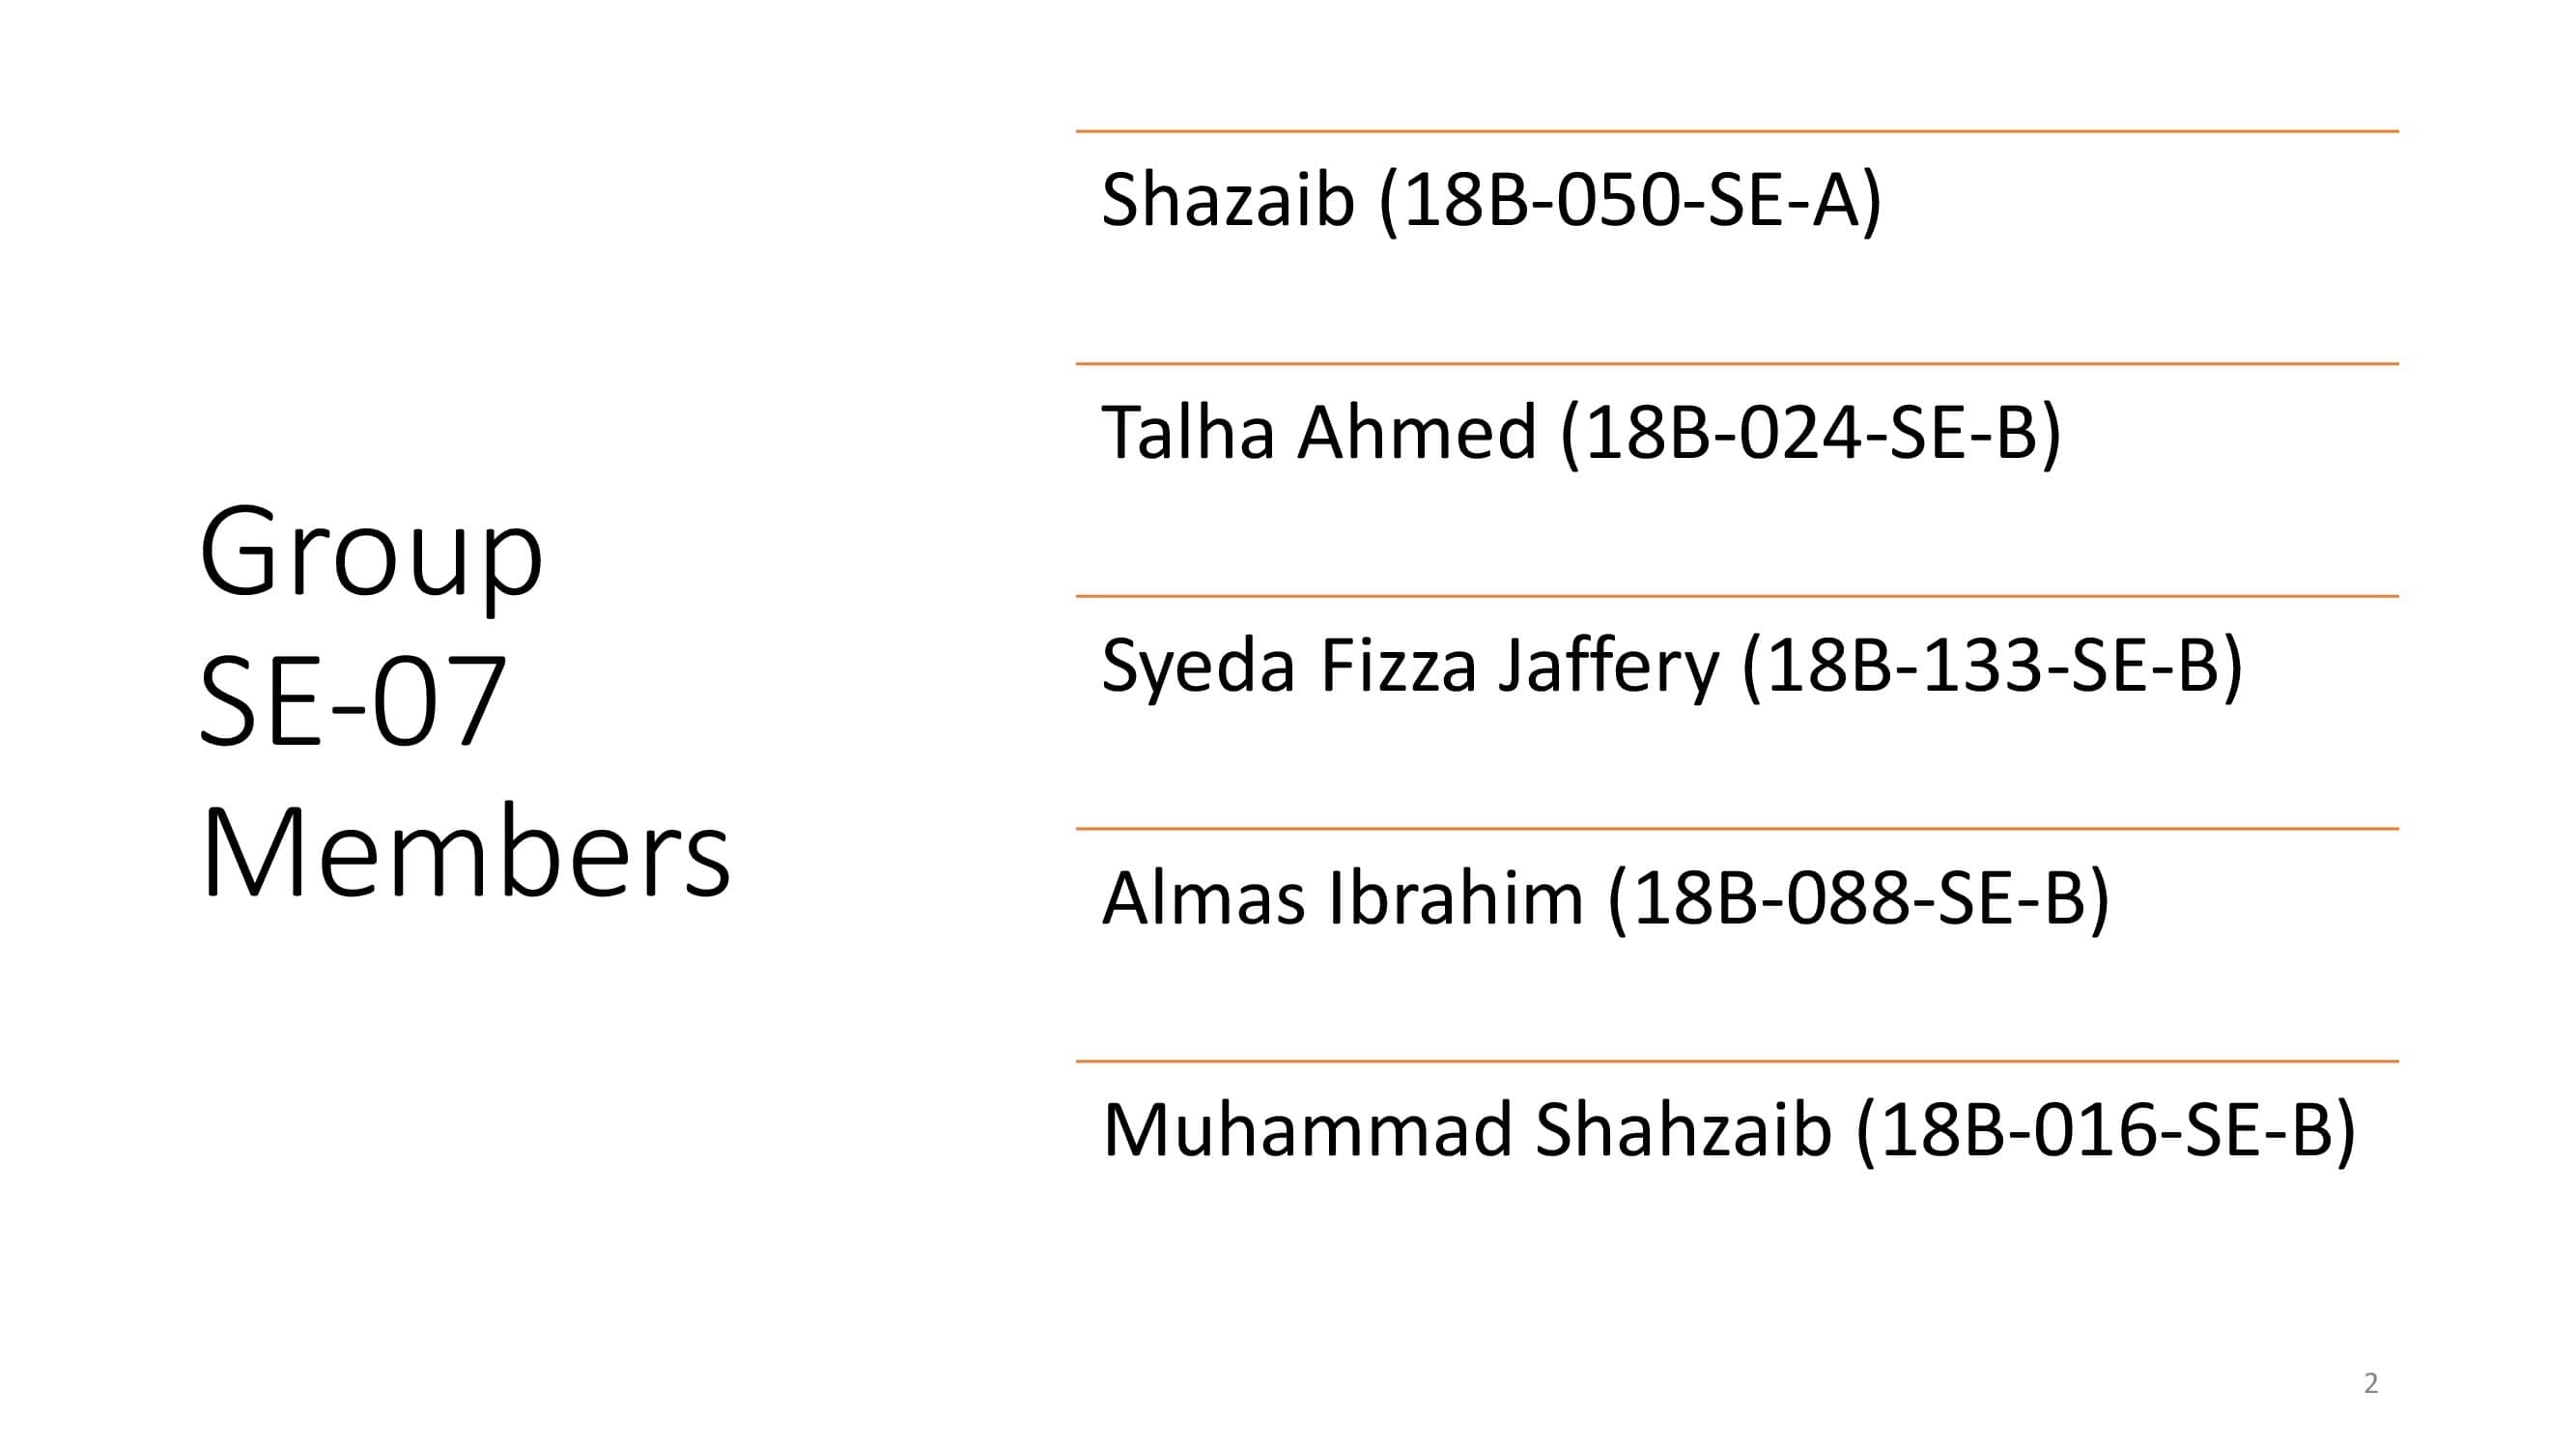 Group
SE-07
Members
Shazaib (18B-050-SE-A)
Talha Ahmed (18B-024-SE-B)
Syeda Fizza Jaffery (18B-133-SE-B)
Almas Ibrahim (18B-088-SE-B)
Muhammad Shahzaib (18B-016-SE-B)
2